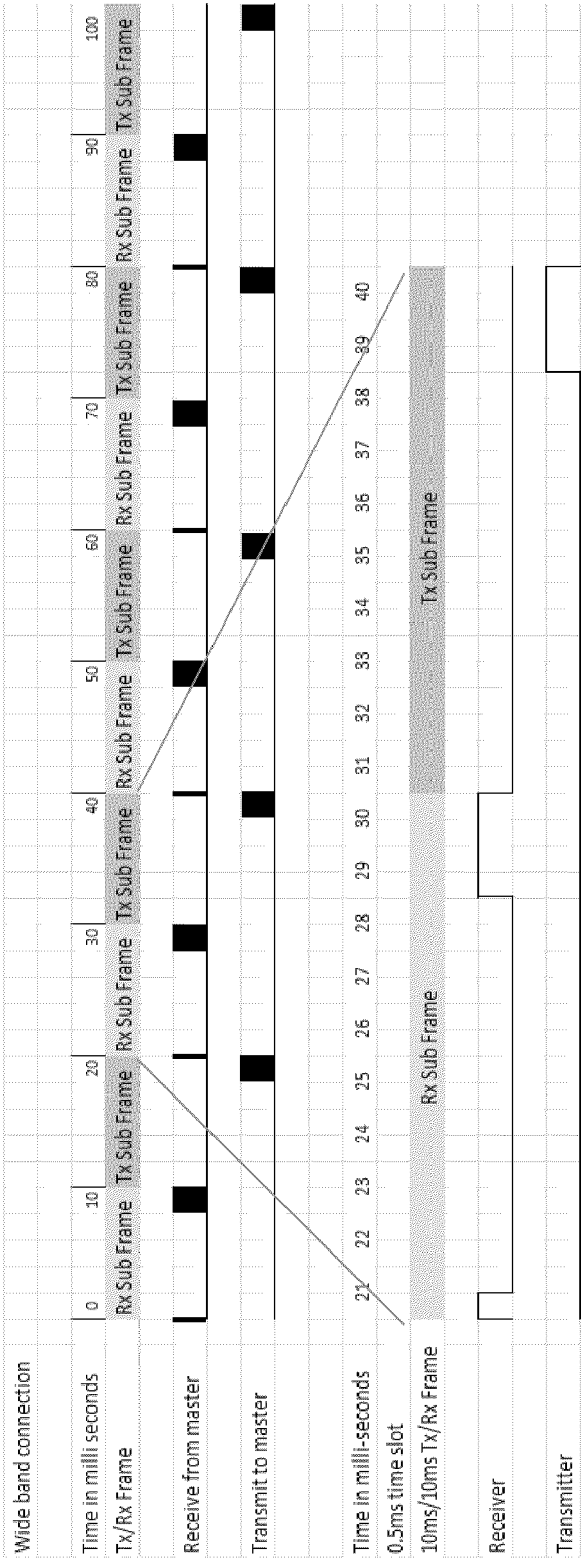 Wide band connection
Time in milli seconds 0 10 20 30 40 50 60 70 80 90 100
Tx/Rx Frame Rx Sub Frame Tx Sub Frame Rx Sub Frame Tx Sub Frame Rx Sub Frame Tx Sub Frame Rx Sub Frame Tx Sub Frame Rx Sub Frame Tx Sub Frame
Receive from master
Transmit to master
Time in milli-seconds 21 22 23 24 25 26 27 28 29 30 31 32 33 34 35 36 37 38 39 40
0.5ms time slot
10ms/10ms Tx/Rx Frame Rx Sub Frame Tx Sub Frame
Receiver
Transmitter